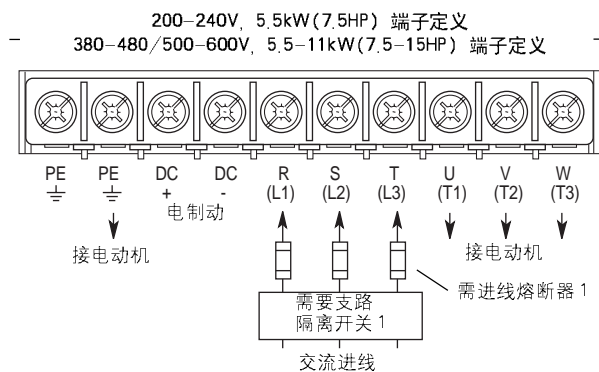 200-240V, 5.5kW(7.5HP) 端子定义
380-480/500-600V, 5.5-11kW(7.5-15HP) 端子定义
PE PE DC DC R S T U V W
+ - (L1) (L2) (L3) (T1) (T2) (T3)
电制动
接电动机 接电动机
需进线熔断器1
需要支路
隔离开关1
交流进线